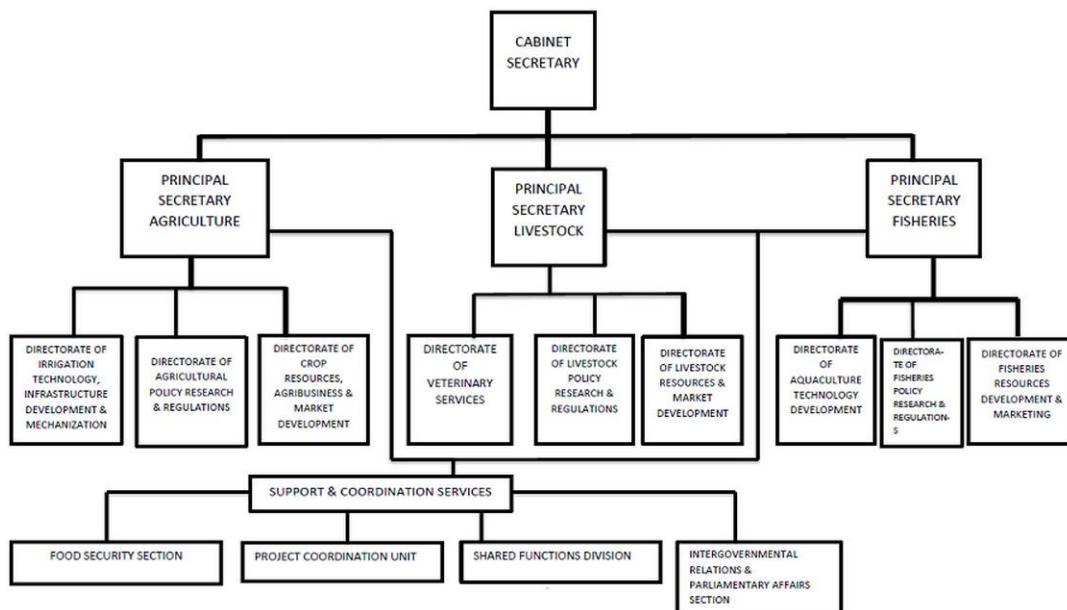 CABINET
SECRETARY
PRINCIPAL
SECRETARY
AGRICULTURE
PRINCIPAL
SECRETARY
LIVESTOCK
PRINCIPAL
SECRETARY
FISHERIES
DIRECTORATE OF
IRRIGATION
TECHNOLOGY,
INFRASTRUCTURE
DEVELOPMENT &
MECHANIZATION
DIRECTORATE OF
AGRICULTURAL
POLICY RESEARCH
& REGULATIONS
DIRECTORATE OF
CROP
RESOURCES,
AGRIBUSINESS &
MARKET
DEVELOPMENT
DIRECTORATE
OF
VETERINARY
SERVICES
DIRECTORATE
OF LIVESTOCK
POLICY
RESEARCH &
REGULATIONS
DIRECTORATE
OF LIVESTOCK
RESOURCES &
MARKET
DEVELOPMENT
DIRECTORATE
OF
AQUACULTURE
TECHNOLOGY
DEVELOPMENT
DIRECTORA-
TE OF
FISHERIES
POLICY
RESEARCH &
REGULATION-
S
DIRECTORATE OF
FISHERIES
RESOURCES
DEVELOPMENT
& MARKETING
SUPPORT & COORDINATION SERVICES
FOOD SECURITY SECTION
PROJECT COORDINATION UNIT
SHARED FUNCTIONS DIVISION
INTERGOVERNMENTAL
RELATIONS &
PARLIAMENTARY AFFAIRS
SECTION